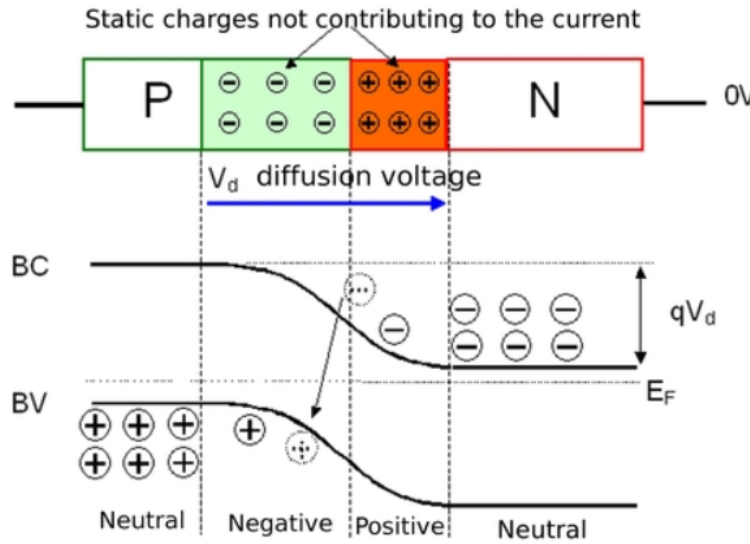 Static charges not contributing to the current
P
N
0V
Vd diffusion voltage
BC
qVd
BV
EF
Neutral
Negative
Positive
Neutral